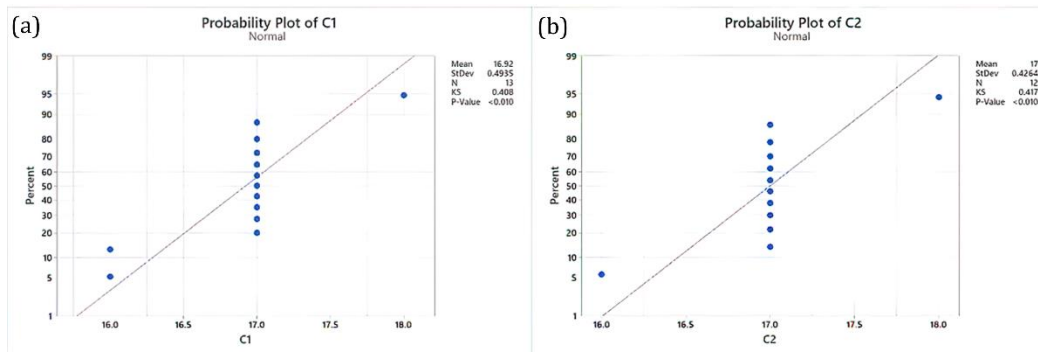 (a)
Probability Plot of C1
Normal
99
95
90
80
70
60
50
40
30
20
10
5
1
Percent
16.0 16.5 17.0 17.5 18.0
C1
Mean 16.92
StDev 0.4935
N 13
KS 0.408
P-Value <0.010
(b)
Probability Plot of C2
Normal
99
95
90
80
70
60
50
40
30
20
10
5
1
Percent
16.0 16.5 17.0 17.5 18.0
C2
Mean 17
StDev 0.4264
N 12
KS 0.417
P-Value <0.010